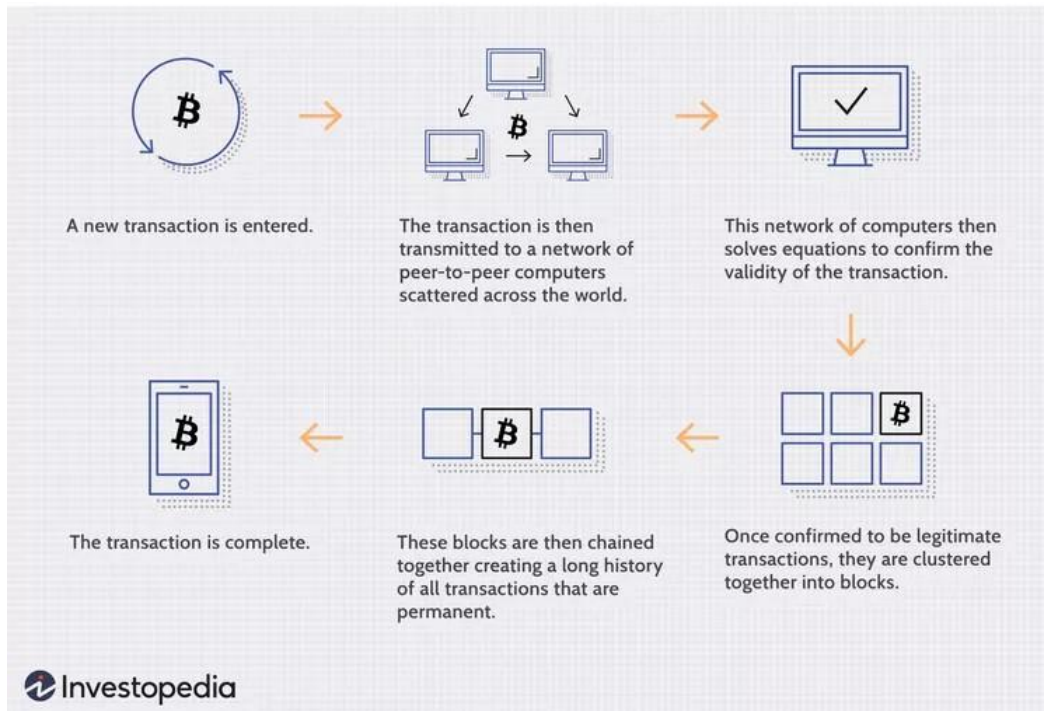 A new transaction is entered.
The transaction is then
transmitted to a network of
peer-to-peer computers
scattered across the world.
This network of computers then
solves equations to confirm the
validity of the transaction.
Once confirmed to be legitimate
transactions, they are clustered
together into blocks.
These blocks are then chained
together creating a long history
of all transactions that are
permanent.
The transaction is complete.
Investopedia